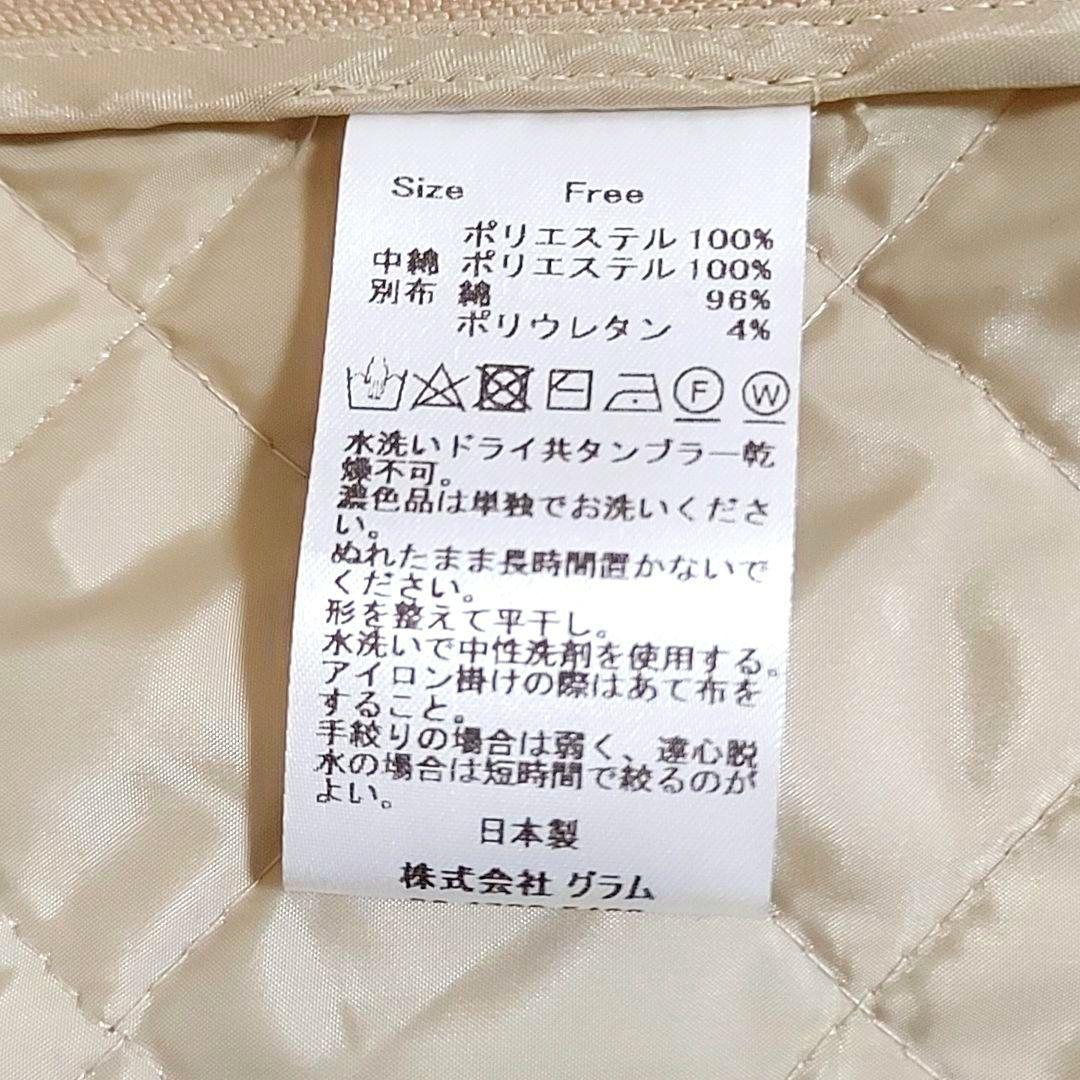 Size Free
ポリエステル 100%
中綿 ポリエステル 100%
別布 綿 96%
ポリウレタン 4%
F W
水洗いドライ共タンブラー乾
燥不可。
濃色品は単独でお洗いくださ
い。
ぬれたまま長時間置かないで
ください。
形を整えて平干し。
水洗いで中性洗剤を使用する。
アイロン掛けの際はあて布を
すること。
手絞りの場合は弱く、遠心脱
水の場合は短時間で絞るのが
よい。
日本製
株式会社 グラム